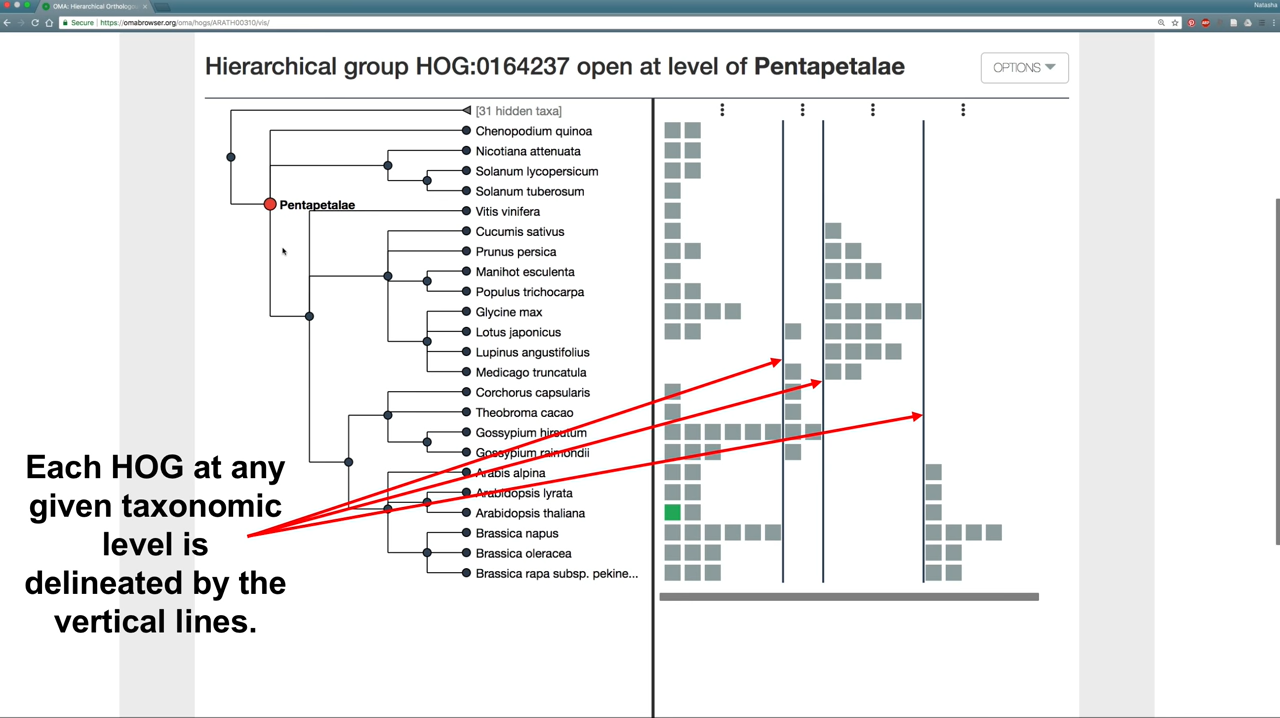 OMA: Hierarchical Orthologo
Natasha
Secure
https://omabrowser.org/oma/hogs/ARATH00310/vis/
Hierarchical group HOG:0164237 open at level of Pentapetalae
OPTIONS
[31 hidden taxa]
Chenopodium quinoa
Nicotiana attenuata
Solanum lycopersicum
Solanum tuberosum
Pentapetalae
Vitis vinifera
Cucumis sativus
Prunus persica
Manihot esculenta
Populus trichocarpa
Glycine max
Lotus japonicus
Lupinus angustifolius
Medicago truncatula
Corchorus capsularis
Theobroma cacao
Gossypium hirsutum
Gossypium raimondii
Arabis alpina
Arabidopsis lyrata
Arabidopsis thaliana
Brassica napus
Brassica oleracea
Brassica rapa subsp. pekine...
Each HOG at any
given taxonomic
level is
delineated by the
vertical lines.